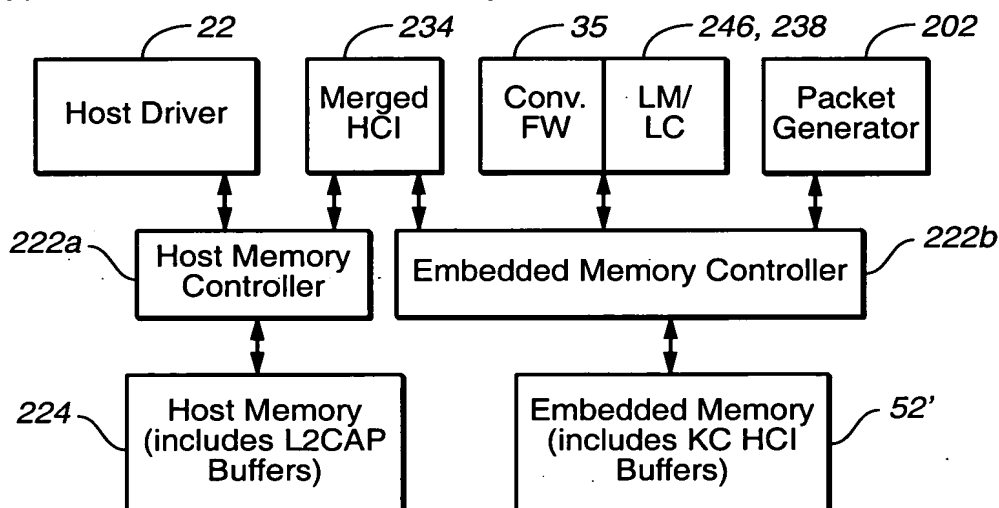 22
234
35
246, 238
202
Host Driver
Merged
HCI
Conv.
FW
LM/
LC
Packet
Generator
222a
Host Memory
Controller
Embedded Memory Controller
222b
224
Host Memory
(includes L2CAP
Buffers)
Embedded Memory
(includes KC HCI
Buffers)
52'